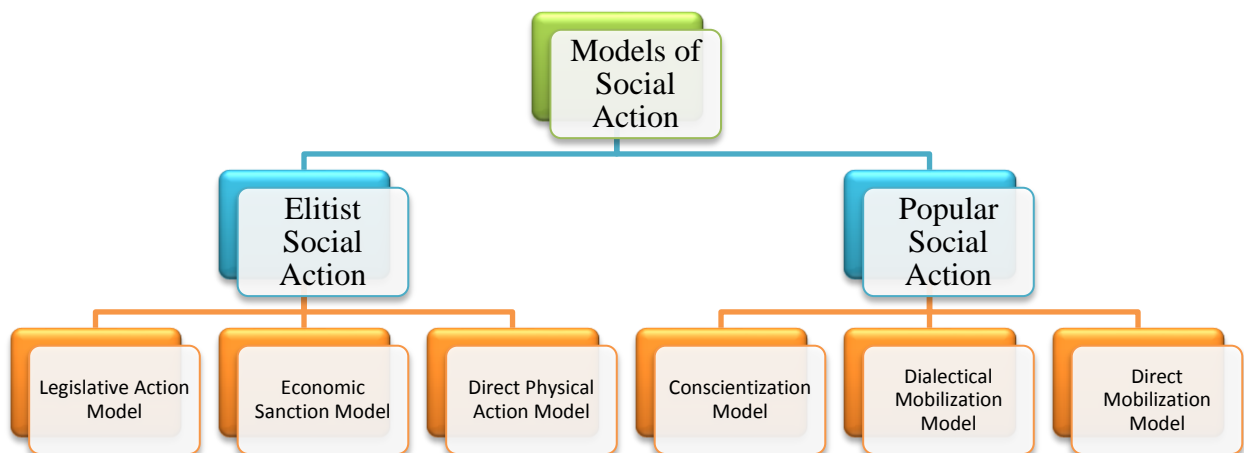 Models of
Social
Action
Elitist
Social
Action
Popular
Social
Action
Legislative Action
Model
Economic
Sanction Model
Direct Physical
Action Model
Conscientization
Model
Dialectical
Mobilization
Model
Direct
Mobilization
Model